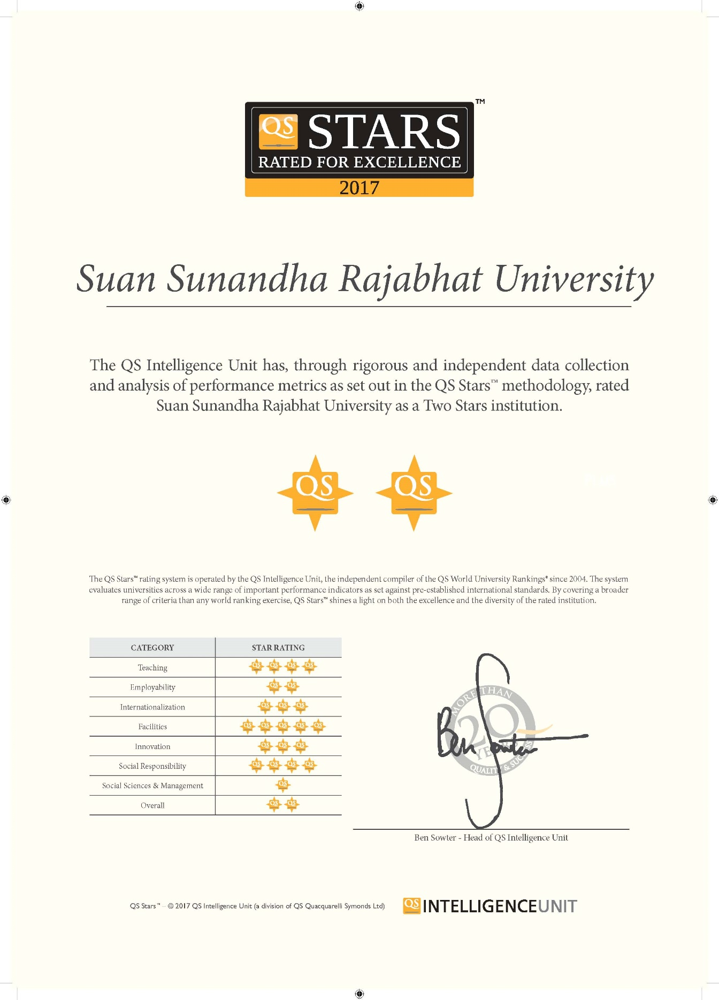 TM
QS STARS
RATED FOR EXCELLENCE
2017
Suan Sunandha Rajabhat University
The QS Intelligence Unit has, through rigorous and independent data collection
and analysis of performance metrics as set out in the QS Stars™ methodology, rated
Suan Sunandha Rajabhat University as a Two Stars institution.
QS QS
The QS Stars™ rating system is operated by the QS Intelligence Unit, the independent compiler of the QS World University Rankings® since 2004. The system
evaluates universities across a wide range of important performance indicators as set against pre-established international standards. By covering a broader
range of criteria than any world ranking exercise, QS Stars™ shines a light on both the excellence and the diversity of the rated institution.
CATEGORY STAR RATING
Teaching QS QS QS QS
Employability QS QS
Internationalization QS QS QS
Facilities QS QS QS QS QS
Innovation QS QS QS
Social Responsibility QS QS QS QS
Social Sciences & Management QS
Overall QS QS
MORE THAN
20
YEARS
QUALITY & SUCCESS
Ben Sowter
Ben Sowter - Head of QS Intelligence Unit
QS Stars™ – © 2017 QS Intelligence Unit (a division of QS Quacquarelli Symonds Ltd)
QS INTELLIGENCEUNIT